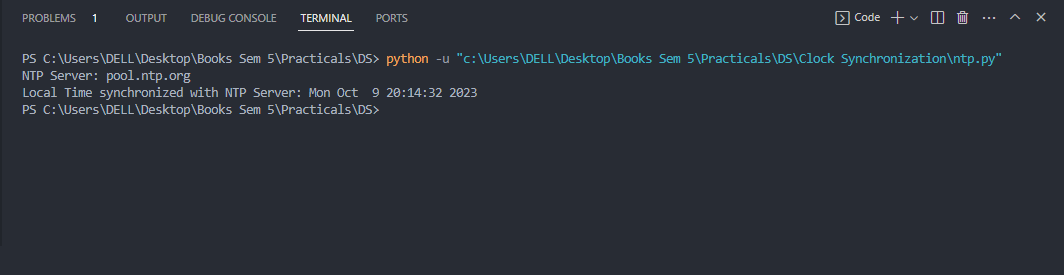 PROBLEMS 1 OUTPUT DEBUG CONSOLE TERMINAL PORTS Code
PS C:\Users\DELL\Desktop\Books Sem 5\Practicals\DS> python -u "c:\Users\DELL\Desktop\Books Sem 5\Practicals\DS\Clock Synchronization\ntp.py"
NTP Server: pool.ntp.org
Local Time synchronized with NTP Server: Mon Oct  9 20:14:32 2023
PS C:\Users\DELL\Desktop\Books Sem 5\Practicals\DS>